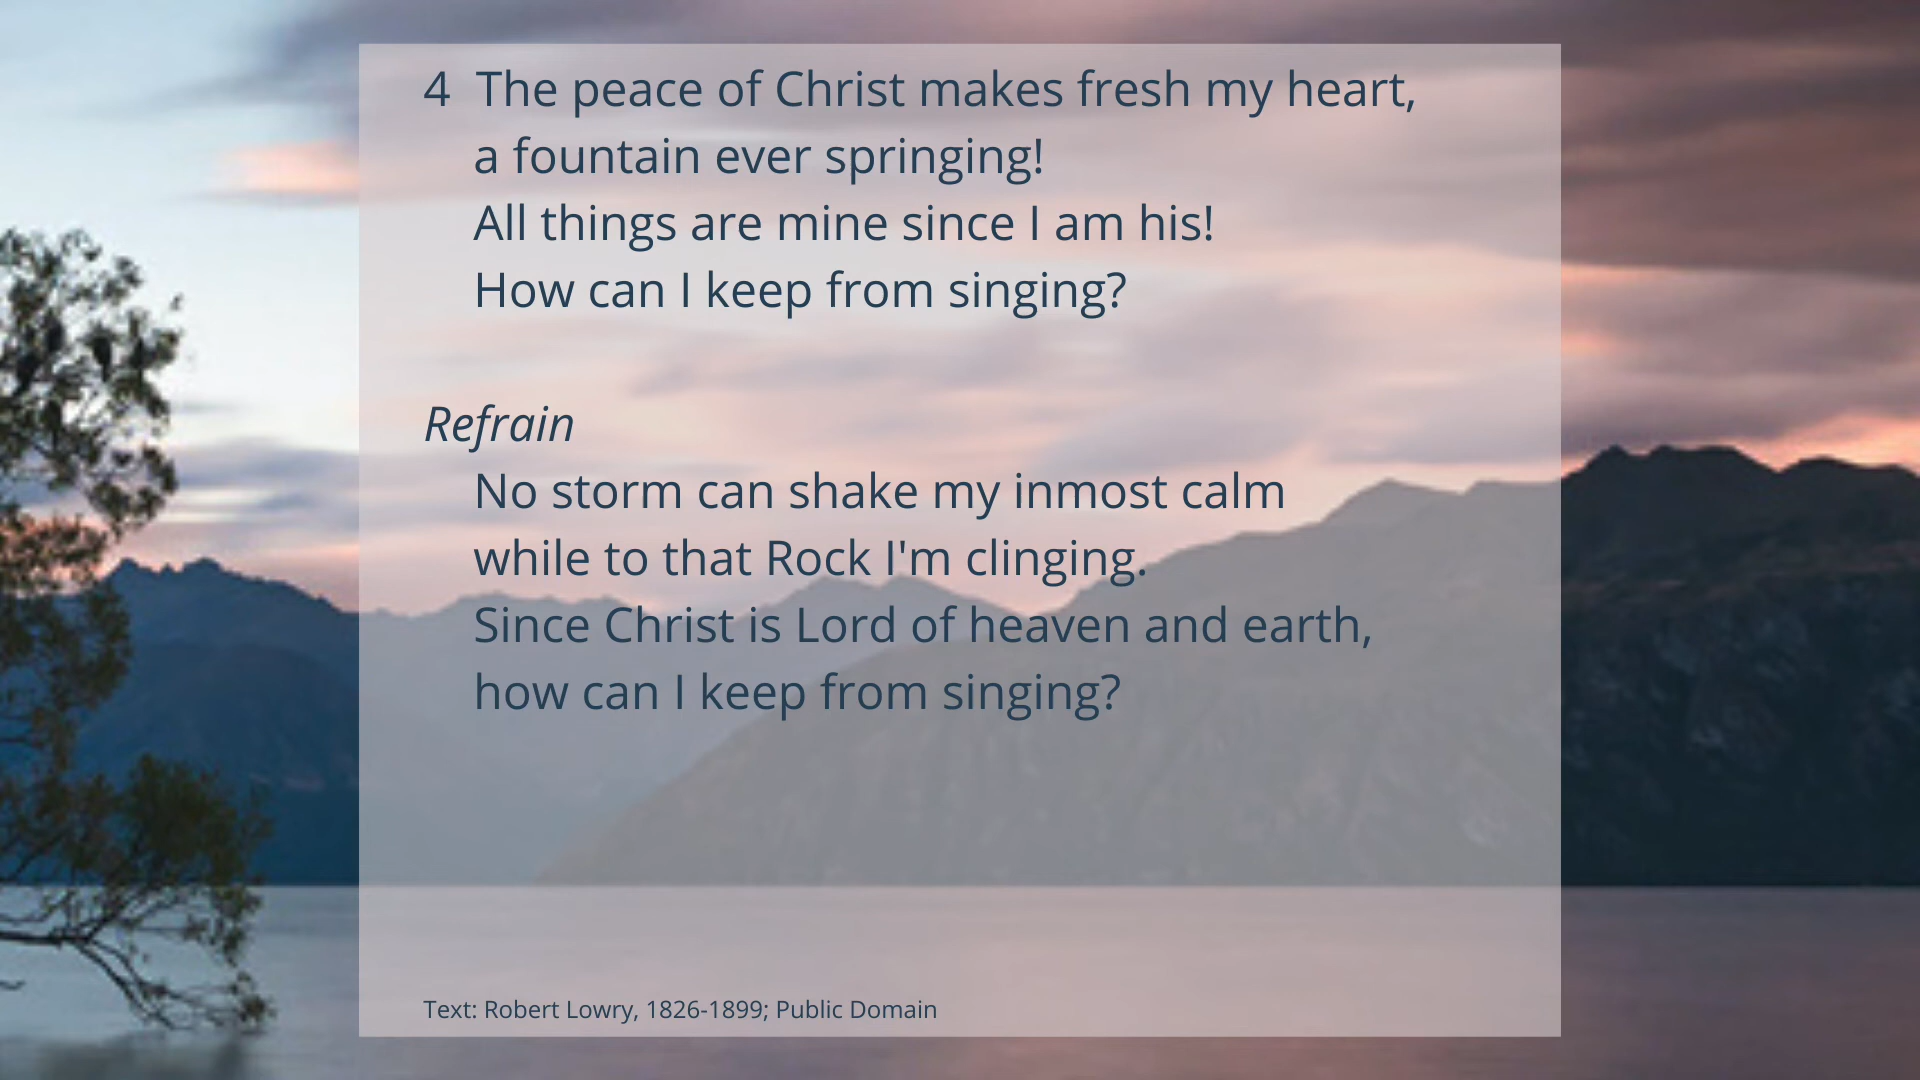 4 The peace of Christ makes fresh my heart,
a fountain ever springing!
All things are mine since I am his!
How can I keep from singing?
Refrain
No storm can shake my inmost calm
while to that Rock I'm clinging.
Since Christ is Lord of heaven and earth,
how can I keep from singing?
Text: Robert Lowry, 1826-1899; Public Domain